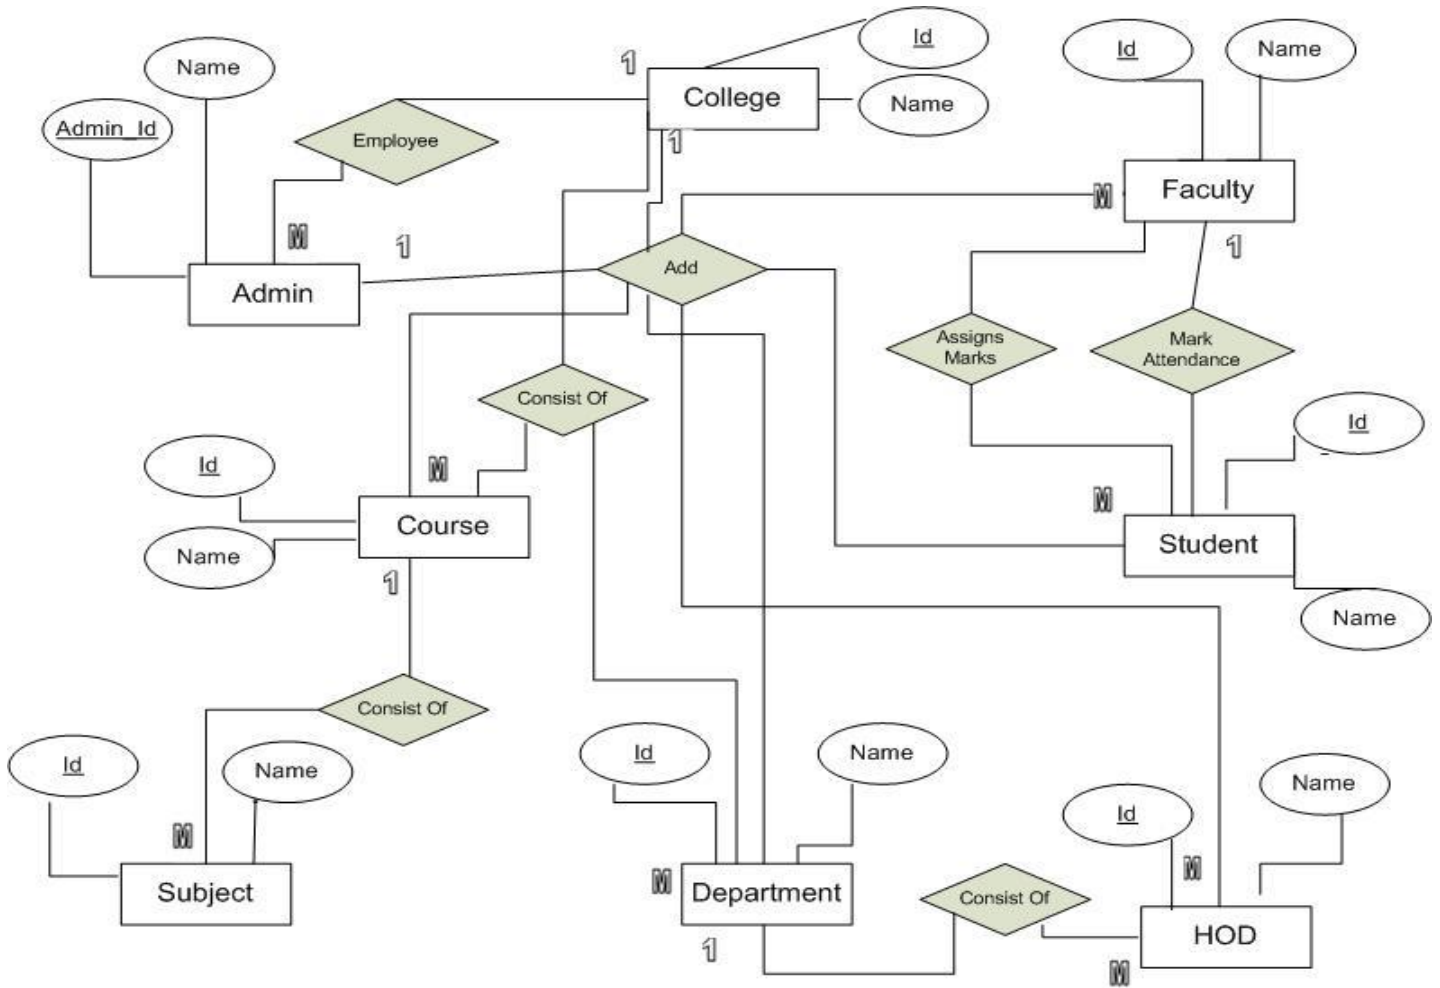 Id
Id
Name
Name
1
College
Name
Admin_Id
Employee
1
Faculty
M
M
1
1
Add
Admin
Assigns
Marks
Mark
Attendance
Consist Of
Id
Id
M
M
Course
Student
Name
1
Name
Consist Of
Id
Name
Id
Name
Name
Id
M
M
M
Subject
Department
Consist Of
HOD
1
M